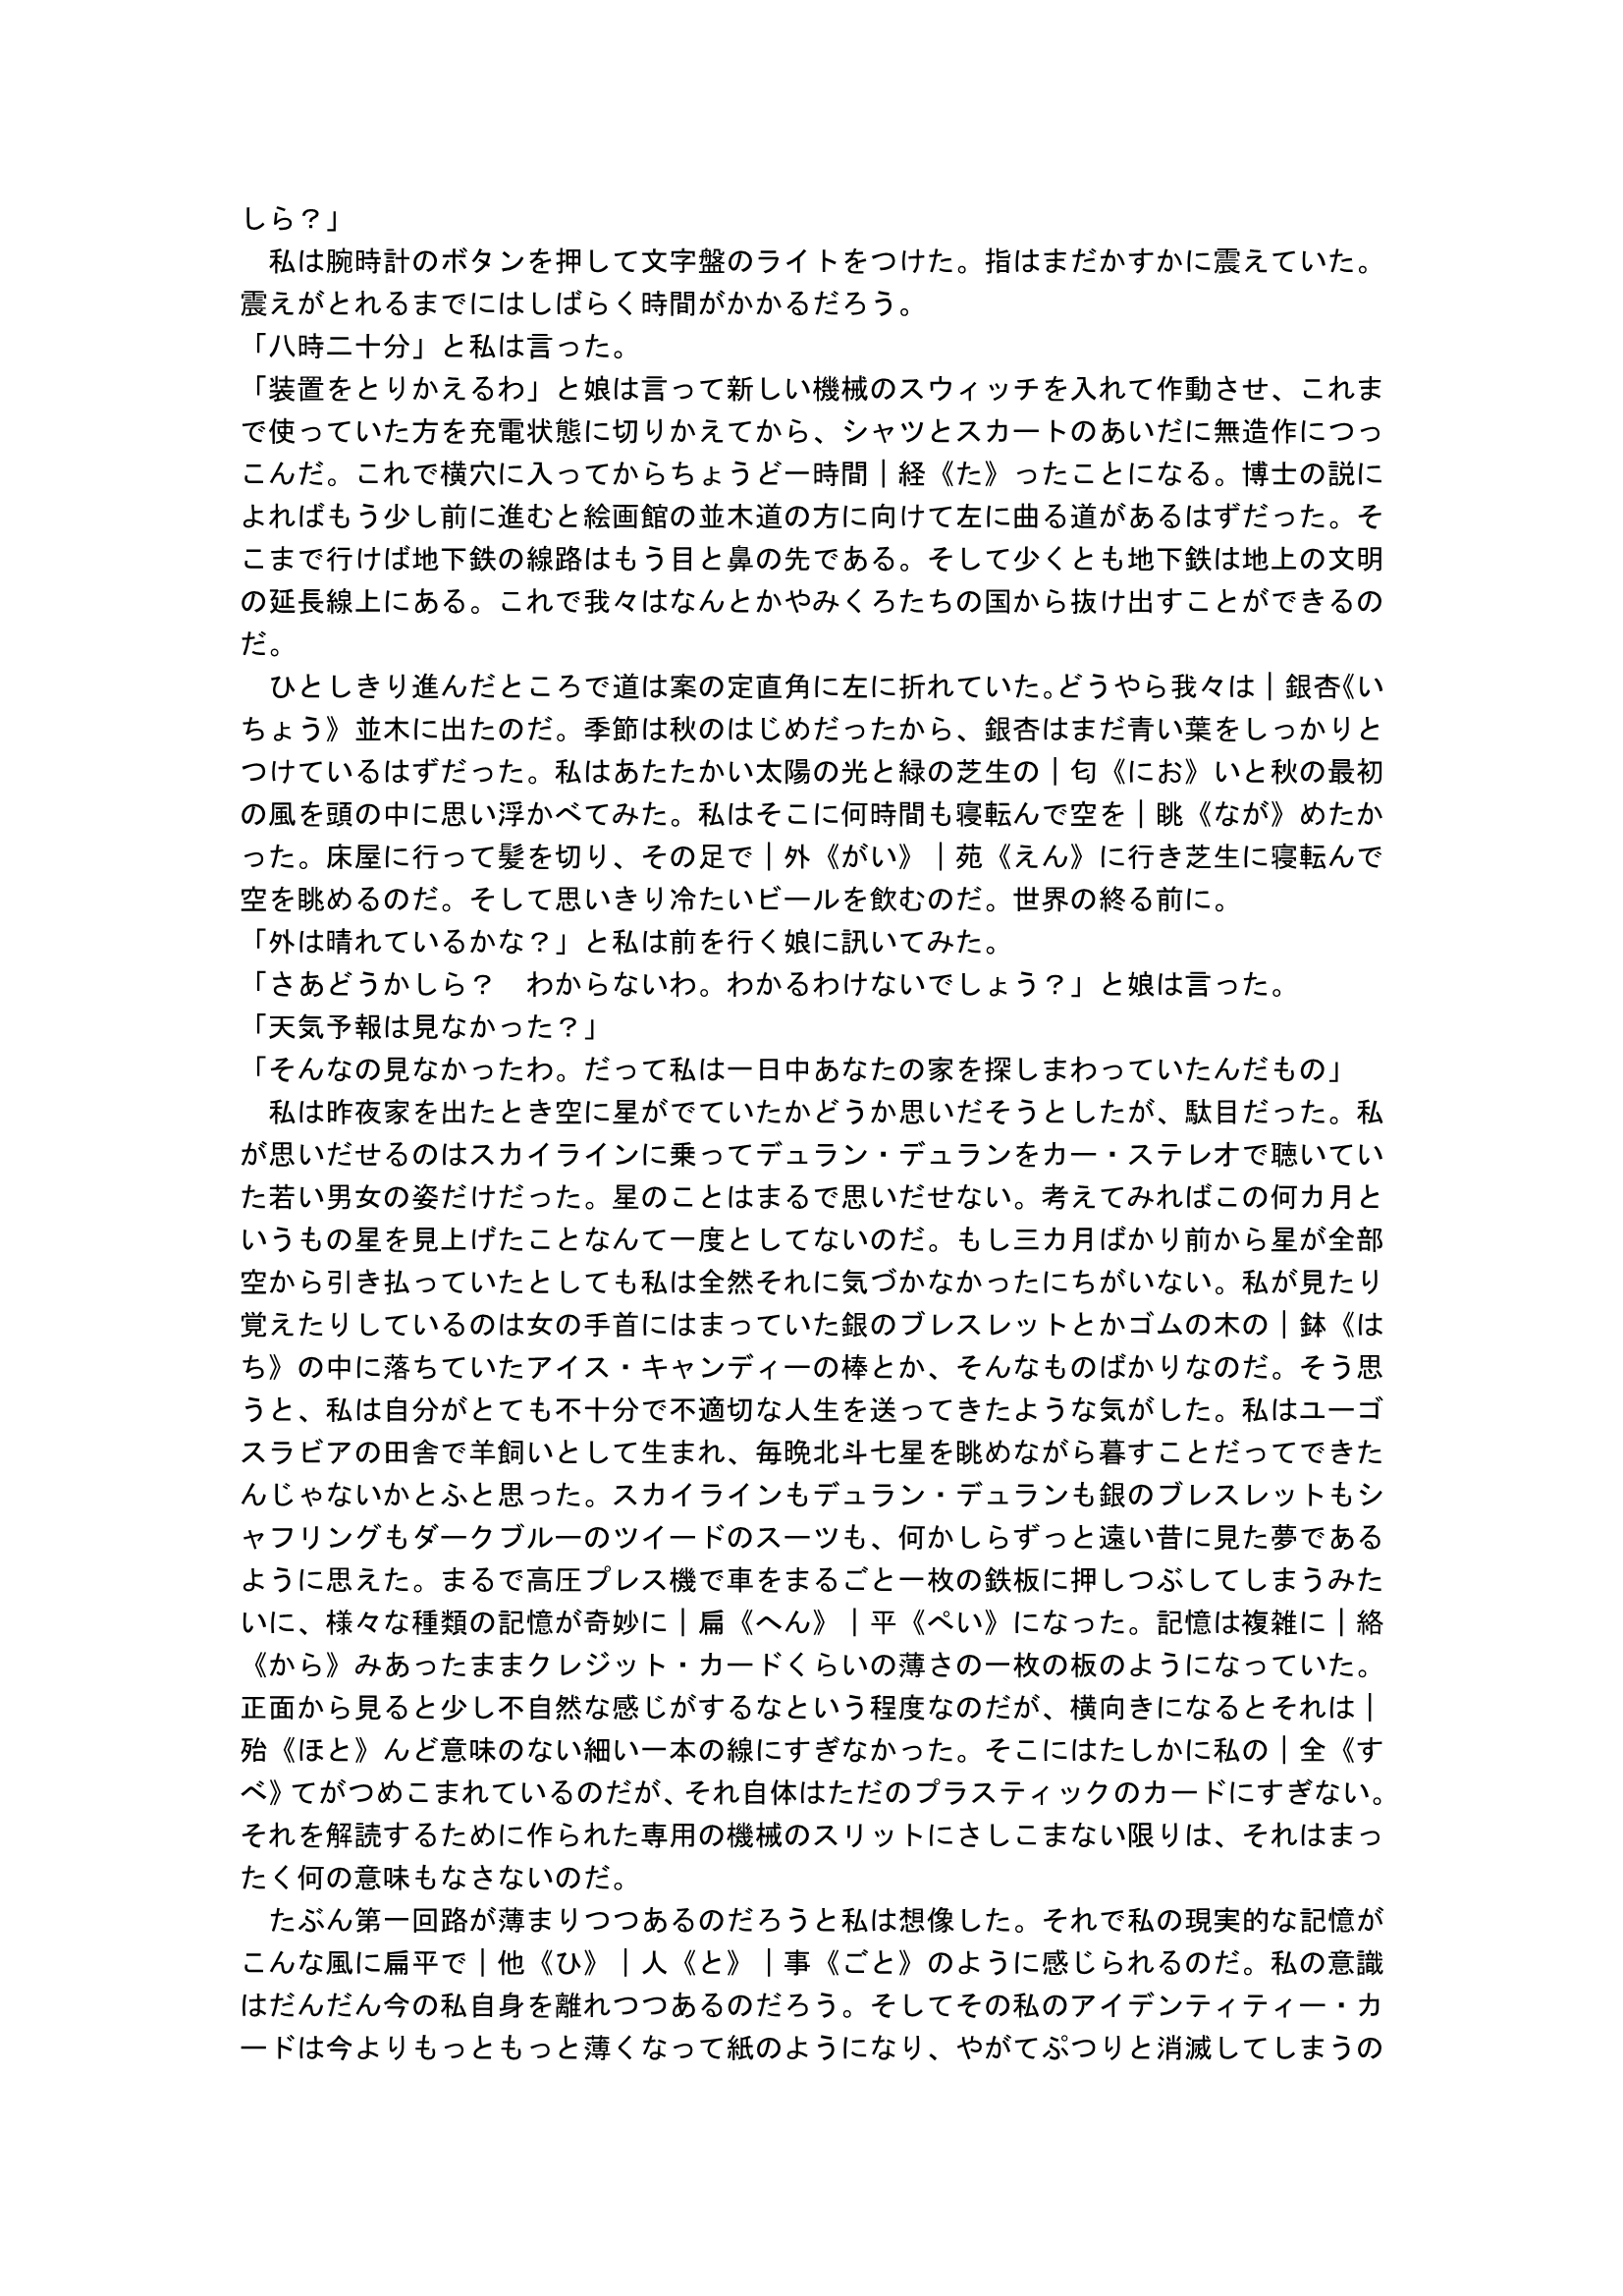 しら？」
　私は腕時計のボタンを押して文字盤のライトをつけた。指はまだかすかに震えていた。
震えがとれるまでにはしばらく時間がかかるだろう。
「八時二十分」と私は言った。
「装置をとりかえるわ」と娘は言って新しい機械のスウィッチを入れて作動させ、これま
で使っていた方を充電状態に切りかえてから、シャツとスカートのあいだに無造作につっ
こんだ。これで横穴に入ってからちょうど一時間｜経《た》ったことになる。博士の説に
よればもう少し前に進むと絵画館の並木道の方に向けて左に曲る道があるはずだった。そ
こまで行けば地下鉄の線路はもう目と鼻の先である。そして少くとも地下鉄は地上の文明
の延長線上にある。これで我々はなんとかやみくろたちの国から抜け出すことができるの
だ。
　ひとしきり進んだところで道は案の定直角に左に折れていた。どうやら我々は｜銀杏《い
ちょう》並木に出たのだ。季節は秋のはじめだったから、銀杏はまだ青い葉をしっかりと
つけているはずだった。私はあたたかい太陽の光と緑の芝生の｜匂《にお》いと秋の最初
の風を頭の中に思い浮かべてみた。私はそこに何時間も寝転んで空を｜眺《なが》めたか
った。床屋に行って髪を切り、その足で｜外《がい》｜苑《えん》に行き芝生に寝転んで
空を眺めるのだ。そして思いきり冷たいビールを飲むのだ。世界の終る前に。
「外は晴れているかな？」と私は前を行く娘に訊いてみた。
「さあどうかしら？　わからないわ。わかるわけないでしょう？」と娘は言った。
「天気予報は見なかった？」
「そんなの見なかったわ。だって私は一日中あなたの家を探しまわっていたんだもの」
　私は昨夜家を出たとき空に星がでていたかどうか思いだそうとしたが、駄目だった。私
が思いだせるのはスカイラインに乗ってデュラン・デュランをカー・ステレオで聴いてい
た若い男女の姿だけだった。星のことはまるで思いだせない。考えてみればこの何カ月と
いうもの星を見上げたことなんて一度としてないのだ。もし三カ月ばかり前から星が全部
空から引き払っていたとしても私は全然それに気づかなかったにちがいない。私が見たり
覚えたりしているのは女の手首にはまっていた銀のブレスレットとかゴムの木の｜鉢《は
ち》の中に落ちていたアイス・キャンディーの棒とか、そんなものばかりなのだ。そう思
うと、私は自分がとても不十分で不適切な人生を送ってきたような気がした。私はユーゴ
スラビアの田舎で羊飼いとして生まれ、毎晩北斗七星を眺めながら暮すことだってできた
んじゃないかとふと思った。スカイラインもデュラン・デュランも銀のブレスレットもシ
ャフリングもダークブルーのツイードのスーツも、何かしらずっと遠い昔に見た夢である
ように思えた。まるで高圧プレス機で車をまるごと一枚の鉄板に押しつぶしてしまうみた
いに、様々な種類の記憶が奇妙に｜扁《へん》｜平《ぺい》になった。記憶は複雑に｜絡
《から》みあったままクレジット・カードくらいの薄さの一枚の板のようになっていた。
正面から見ると少し不自然な感じがするなという程度なのだが、横向きになるとそれは｜
殆《ほと》んど意味のない細い一本の線にすぎなかった。そこにはたしかに私の｜全《す
べ》てがつめこまれているのだが、それ自体はただのプラスティックのカードにすぎない。
それを解読するために作られた専用の機械のスリットにさしこまない限りは、それはまっ
たく何の意味もなさないのだ。
　たぶん第一回路が薄まりつつあるのだろうと私は想像した。それで私の現実的な記憶が
こんな風に扁平で｜他《ひ》｜人《と》｜事《ごと》のように感じられるのだ。私の意識
はだんだん今の私自身を離れつつあるのだろう。そしてその私のアイデンティティー・カ
ードは今よりもっともっと薄くなって紙のようになり、やがてぷつりと消滅してしまうの